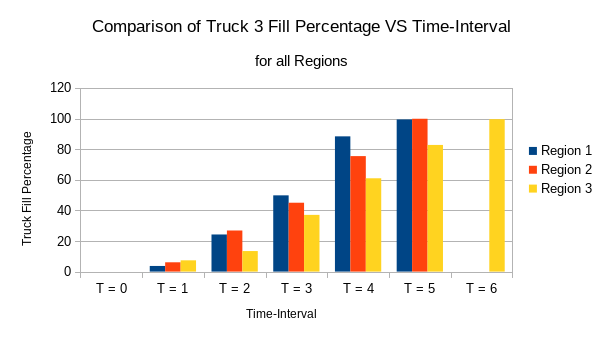 Comparison of Truck 3 Fill Percentage VS Time-Interval
for all Regions
Truck Fill Percentage
120
100
80
60
40
20
0
T = 0 T = 1 T = 2 T = 3 T = 4 T = 5 T = 6
Time-Interval
Region 1
Region 2
Region 3